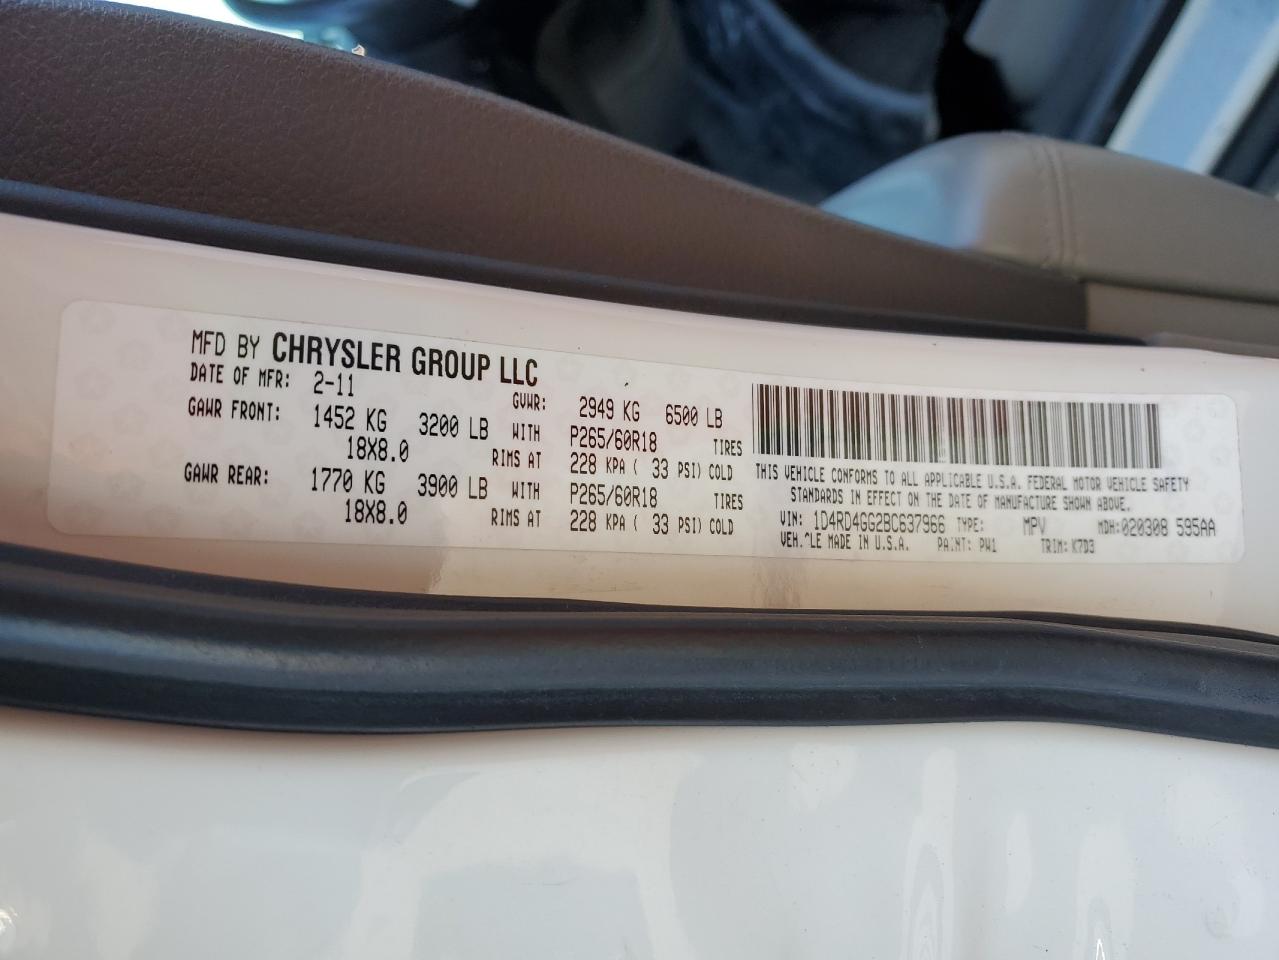 MFD BY CHRYSLER GROUP LLC
DATE OF MFR: 2-11 GVWR: 2949 KG 6500 LB
GAWR FRONT: 1452 KG 3200 LB WITH P265/60R18 TIRES
18X8.0 RIMS AT 228 KPA ( 33 PSI) COLD
GAWR REAR: 1770 KG 3900 LB WITH P265/60R18 TIRES
18X8.0 RIMS AT 228 KPA ( 33 PSI) COLD
THIS VEHICLE CONFORMS TO ALL APPLICABLE U.S.A. FEDERAL MOTOR VEHICLE SAFETY
STANDARDS IN EFFECT ON THE DATE OF MANUFACTURE SHOWN ABOVE.
VIN: 1D4RD4GG2BC637966 TYPE: MPV MDH:020308 595AA
MADE IN U.S.A. PAINT: PW1 TRIM: K7D3